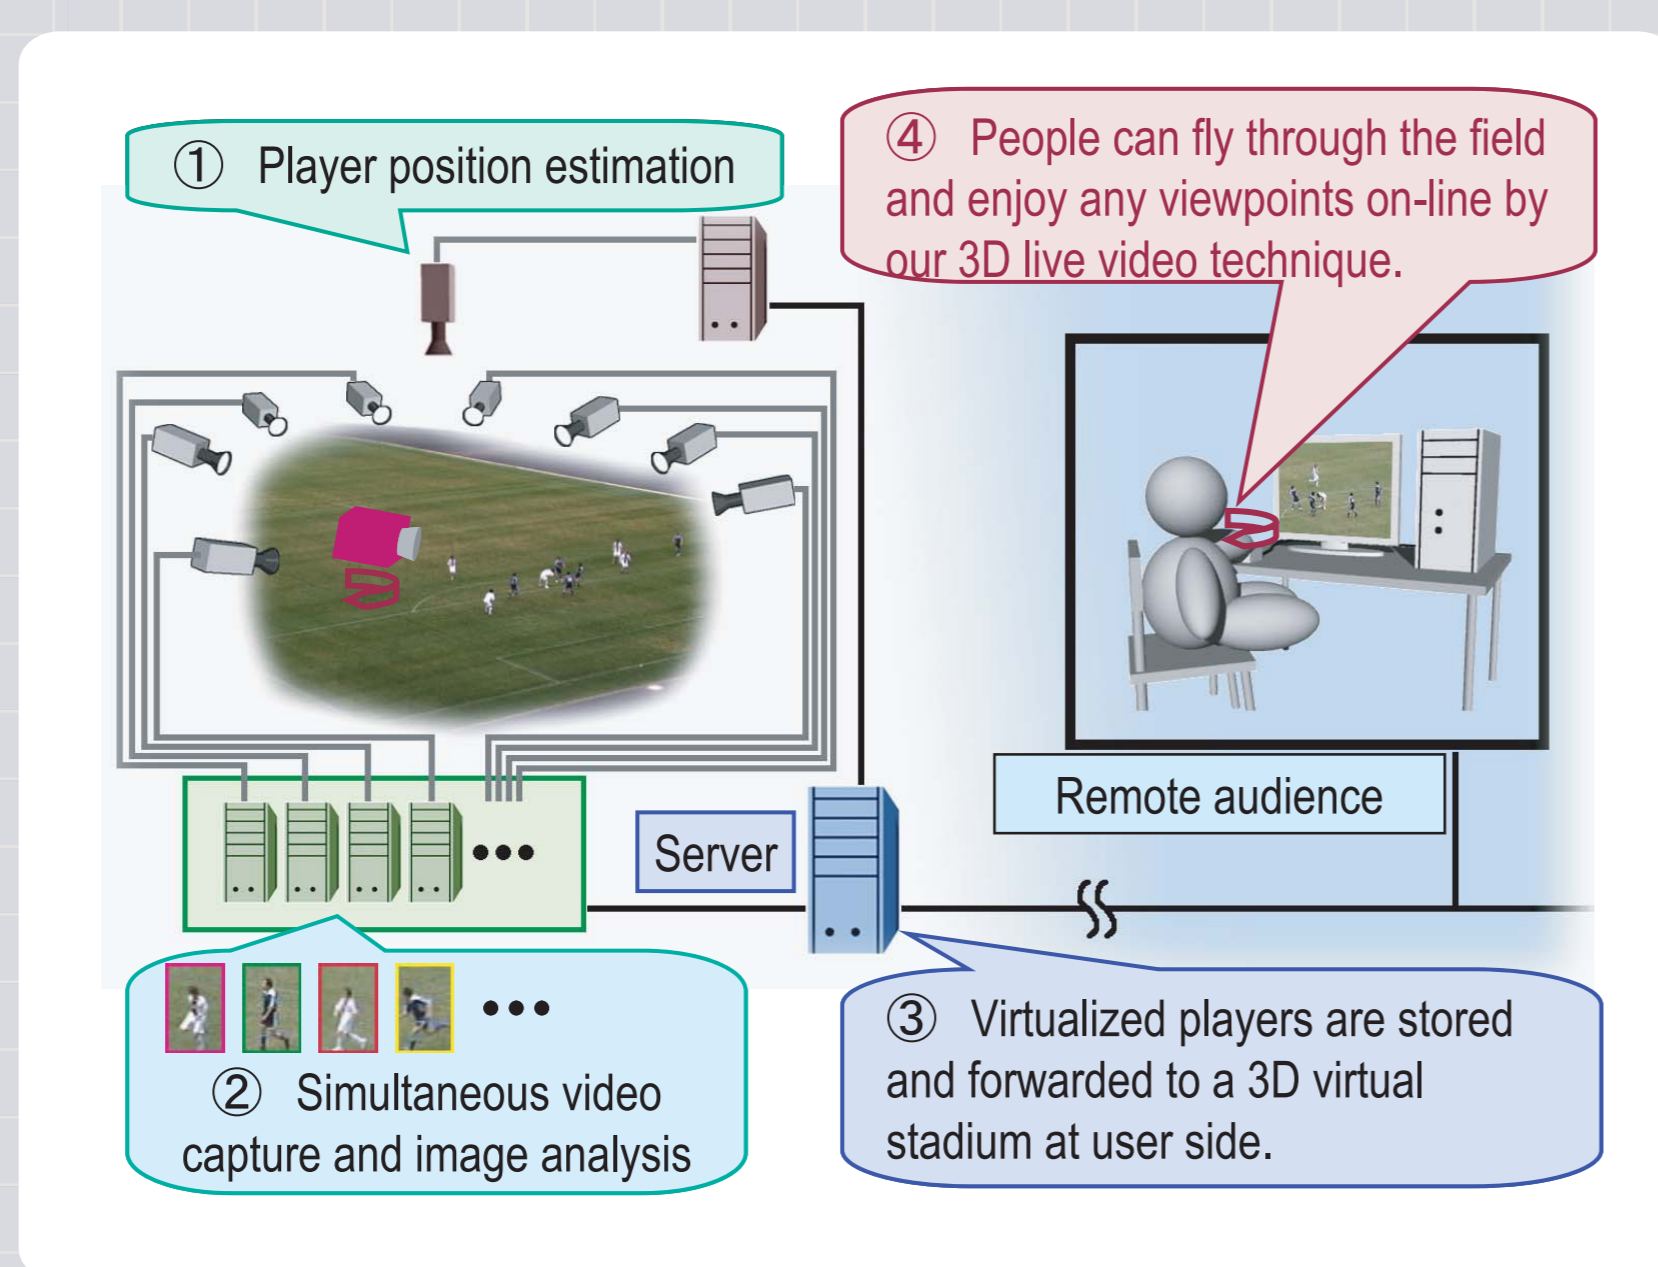 ① Player position estimation
④ People can fly through the field
and enjoy any viewpoints on-line by
our 3D live video technique.
Remote audience
Server
② Simultaneous video
capture and image analysis
③ Virtualized players are stored
and forwarded to a 3D virtual
stadium at user side.